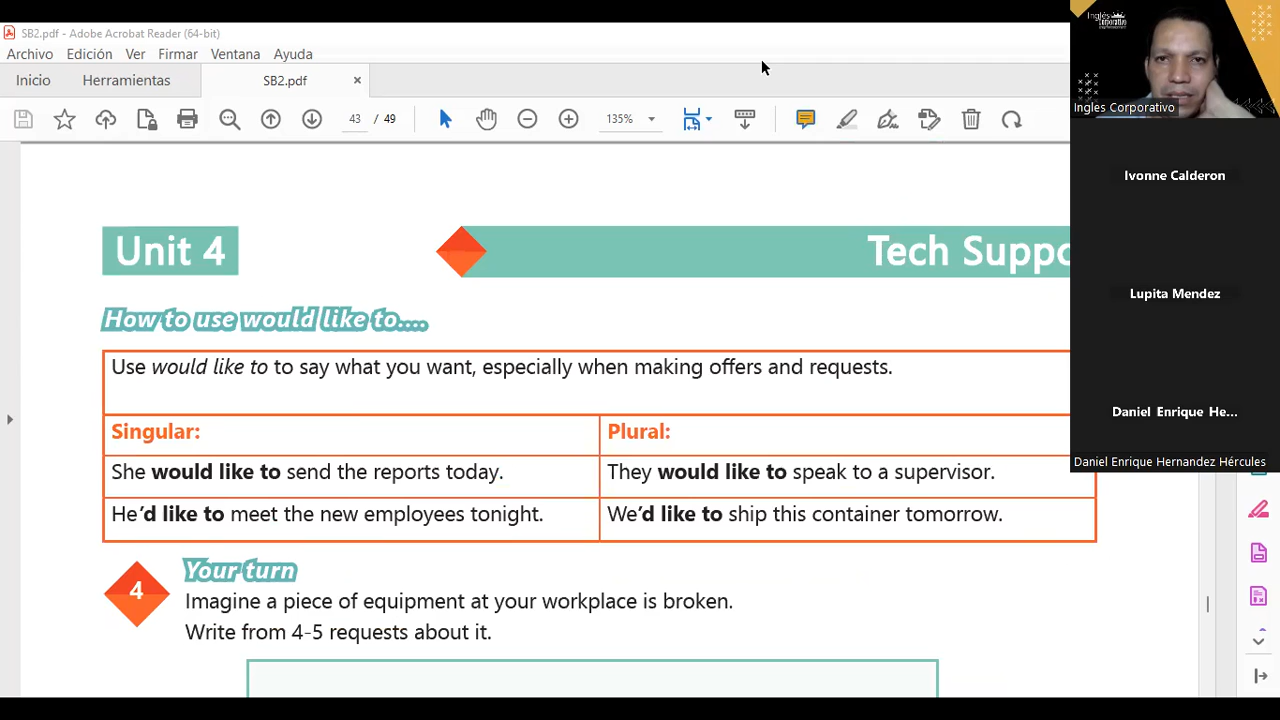 SB2.pdf - Adobe Acrobat Reader (64-bit)
Archivo Edición Ver Firmar Ventana Ayuda
Inicio Herramientas SB2.pdf ×
43 / 49 135%
Unit 4 Tech Suppo
How to use would like to....
Use would like to to say what you want, especially when making offers and requests.
Singular: Plural:
She would like to send the reports today. They would like to speak to a supervisor.
He'd like to meet the new employees tonight. We'd like to ship this container tomorrow.
4 Your turn
Imagine a piece of equipment at your workplace is broken.
Write from 4-5 requests about it.
Inglés
Corporativo
Ingles Corporativo
Ivonne Calderon
Lupita Mendez
Daniel Enrique He...
Daniel Enrique Hernandez Hércules